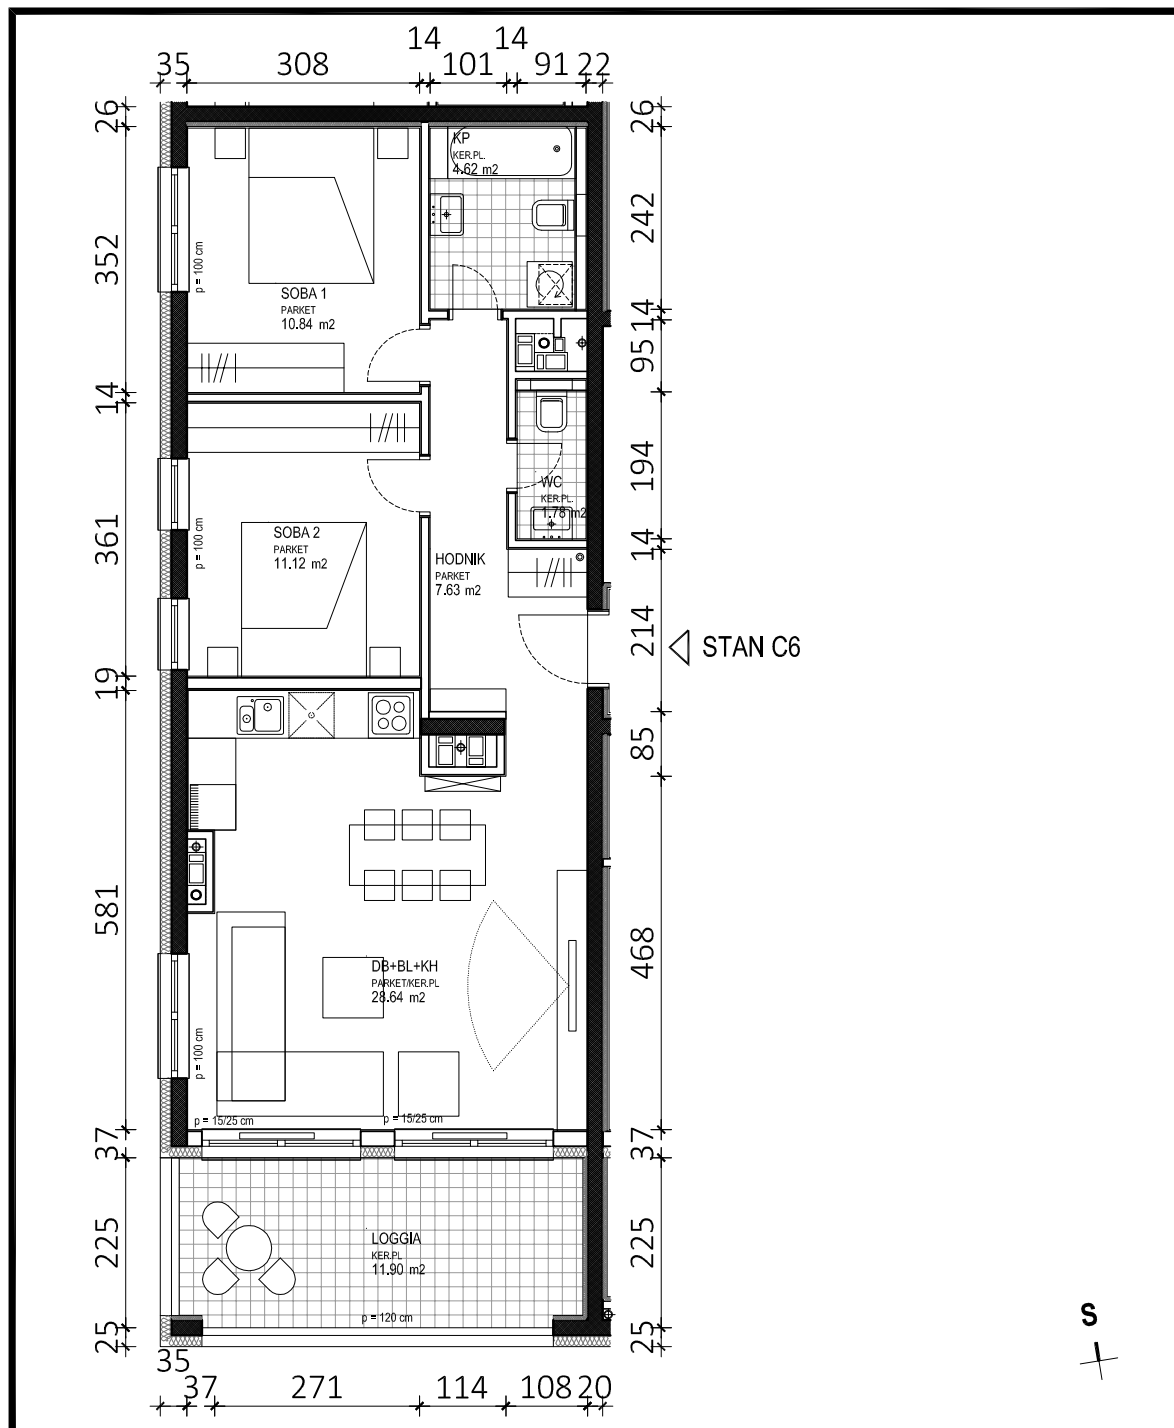 14 14
35 308 101 91 22
26
352
14
361
19
581
37
225
25
26
242
14
95
194
14
214
85
468
37
225
25
KP
KER.PL.
4.62 m2
p = 100 cm
SOBA 1
PARKET
10.84 m2
WC
KER.PL.
1.78 m2
p = 100 cm
SOBA 2
PARKET
11.12 m2
HODNIK
PARKET
7.63 m2
STAN C6
DB+BL+KH
PARKET/KER.PL
28.64 m2
p = 100 cm
p = 15/25 cm
p = 15/25 cm
LOGGIA
KER.PL
11.90 m2
p = 120 cm
S
35
37 271 114 108 20